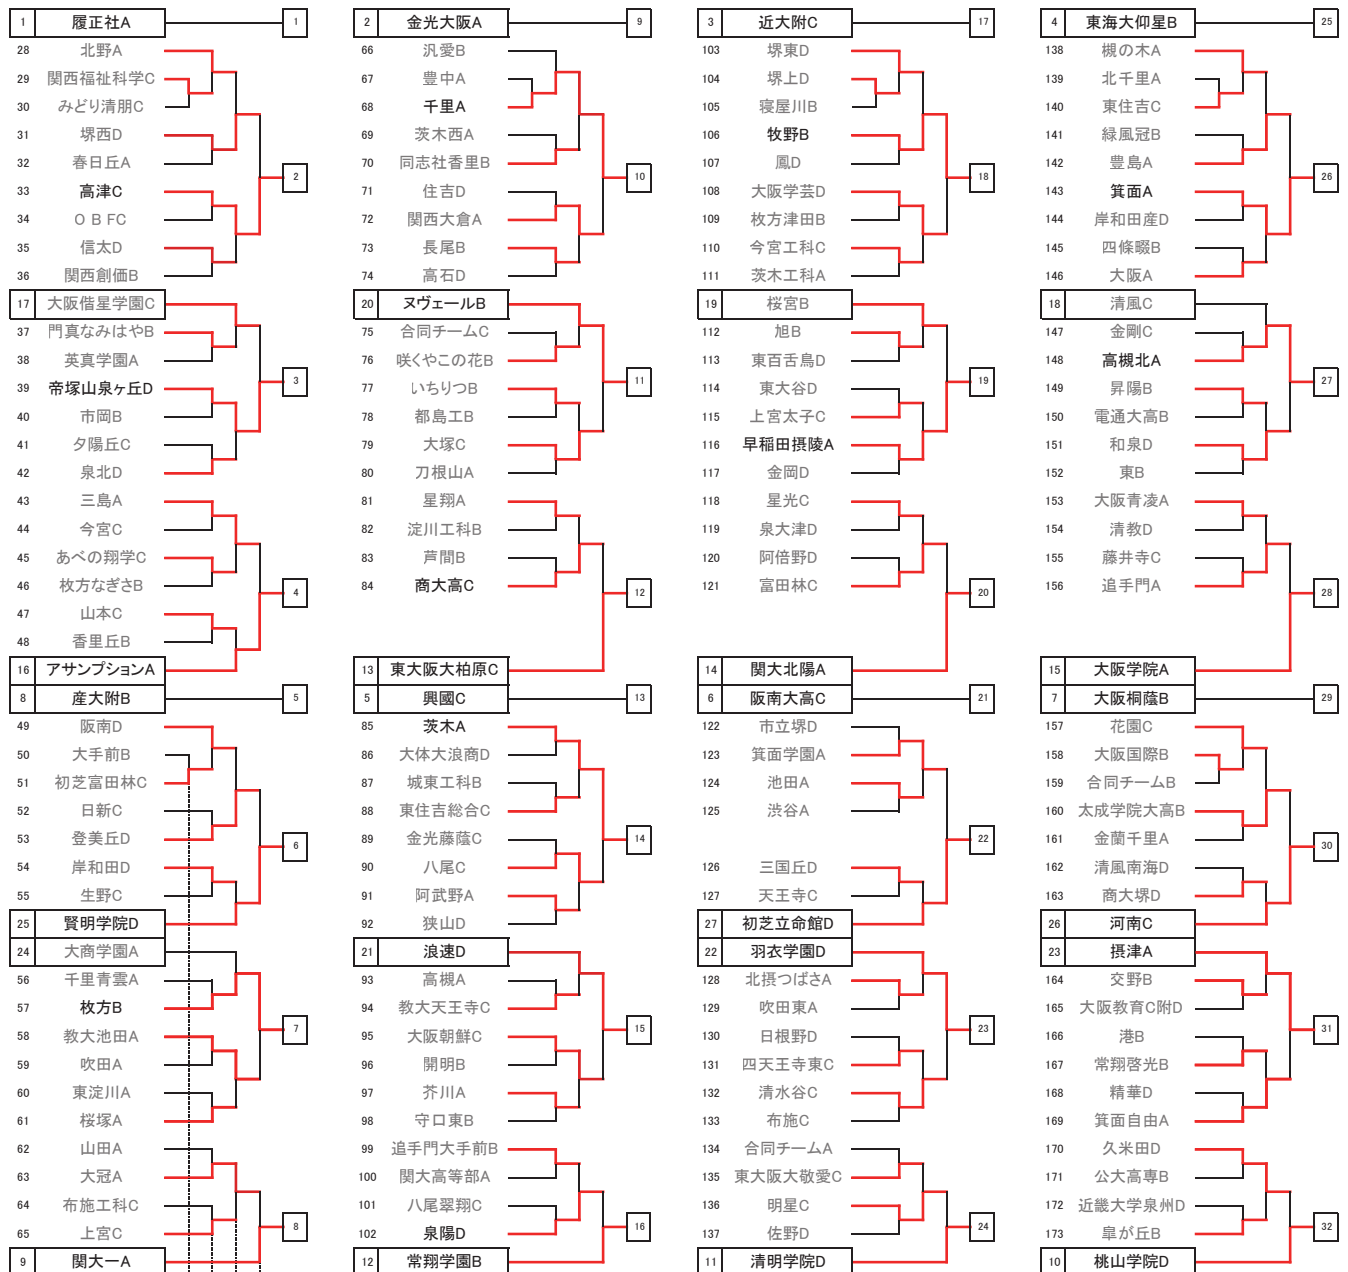 1 履正社A 1
28 北野A
29 関西福祉科学C
30 みどり清朋C
31 堺西D
32 春日丘A
2
33 高津C
34 OBFC
35 信太D
36 関西創価B
17 大阪偕星学園C
37 門真なみはやB
38 英真学園A
3
39 帝塚山泉ヶ丘D
40 市岡B
41 夕陽丘C
42 泉北D
43 三島A
44 今宮C
45 あべの翔学C
46 枚方なぎさB
4
47 山本C
48 香里丘B
16 アサンプションA
8 産大附B 5
49 阪南D
50 大手前B
51 初芝富田林C
52 日新C
53 登美丘D
6
54 岸和田D
55 生野C
25 賢明学院D
24 大商学園A
56 千里青雲A
57 枚方B
7
58 教大池田A
59 吹田A
60 東淀川A
61 桜塚A
62 山田A
63 大冠A
64 布施工科C
8
65 上宮C
9 関大一A
2 金光大阪A 9
66 汎愛B
67 豊中A
68 千里A
69 茨木西A
70 同志社香里B
10
71 住吉D
72 関西大倉A
73 長尾B
74 高石D
20 ヌヴェールB
75 合同チームC
76 咲くやこの花B
11
77 いちりつB
78 都島工B
79 大塚C
80 刀根山A
81 星翔A
82 淀川工科B
83 芦間B
84 商大高C
12
13 東大阪大柏原C
5 興國C 13
85 茨木A
86 大体大浪商D
87 城東工科B
88 東住吉総合C
89 金光藤蔭C
14
90 八尾C
91 阿武野A
92 狭山D
21 浪速D
93 高槻A
94 教大天王寺C
15
95 大阪朝鮮C
96 開明B
97 芥川A
98 守口東B
99 追手門大手前B
100 関大高等部A
101 八尾翠翔C
16
102 泉陽D
12 常翔学園B
3 近大附C 17
103 堺東D
104 堺上D
105 寝屋川B
106 牧野B
107 鳳D
18
108 大阪学芸D
109 枚方津田B
110 今宮工科C
111 茨木工科A
19 桜宮B
112 旭B
113 東百舌鳥D
19
114 東大谷D
115 上宮太子C
116 早稲田摂陵A
117 金岡D
118 星光C
119 泉大津D
120 阿倍野D
121 富田林C
20
14 関大北陽A
6 阪南大高C 21
122 市立堺D
123 箕面学園A
124 池田A
125 渋谷A
22
126 三国丘D
127 天王寺C
27 初芝立命館D
22 羽衣学園D
128 北摂つばさA
129 吹田東A
23
130 日根野D
131 四天王寺東C
132 清水谷C
133 布施C
134 合同チームA
135 東大阪大敬愛C
136 明星C
24
137 佐野D
11 清明学院D
4 東海大仰星B 25
138 槻の木A
139 北千里A
140 東住吉C
141 緑風冠B
142 豊島A
26
143 箕面A
144 岸和田産D
145 四條畷B
146 大阪A
18 清風C
147 金剛C
148 高槻北A
27
149 昇陽B
150 電通大高B
151 和泉D
152 東B
153 大阪青凌A
154 清教D
155 藤井寺C
156 追手門A
28
15 大阪学院A
7 大阪桐蔭B 29
157 花園C
158 大阪国際B
159 合同チームB
160 太成学院大高B
161 金蘭千里A
30
162 清風南海D
163 商大堺D
26 河南C
23 摂津A
164 交野B
165 大阪教育C附D
31
166 港B
167 常翔啓光B
168 精華D
169 箕面自由A
170 久米田D
171 公大高専B
172 近畿大学泉州D
32
173 皐が丘B
10 桃山学院D